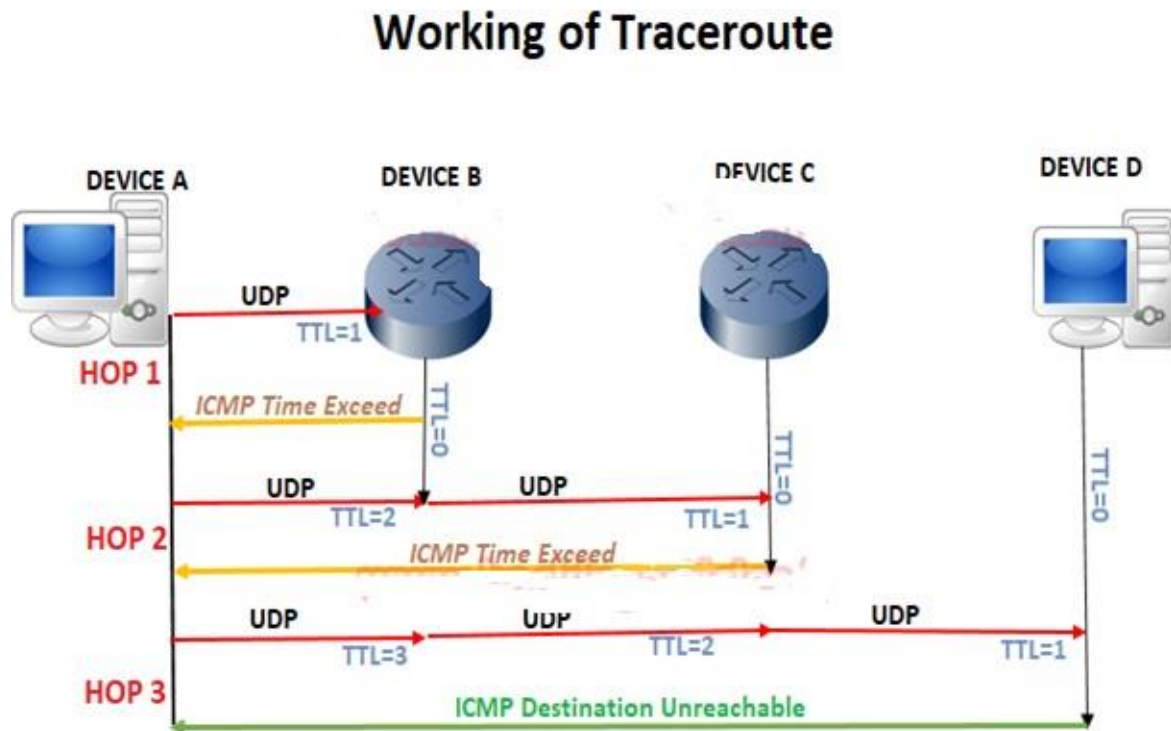 Working of Traceroute
DEVICE A
DEVICE B
DEVICE C
DEVICE D
UDP
TTL=1
HOP 1
ICMP Time Exceed
TTL=0
TTL=0
TTL=0
UDP
UDP
TTL=2
TTL=1
HOP 2
ICMP Time Exceed
UDP
UDP
UDP
TTL=3
TTL=2
TTL=1
HOP 3
ICMP Destination Unreachable